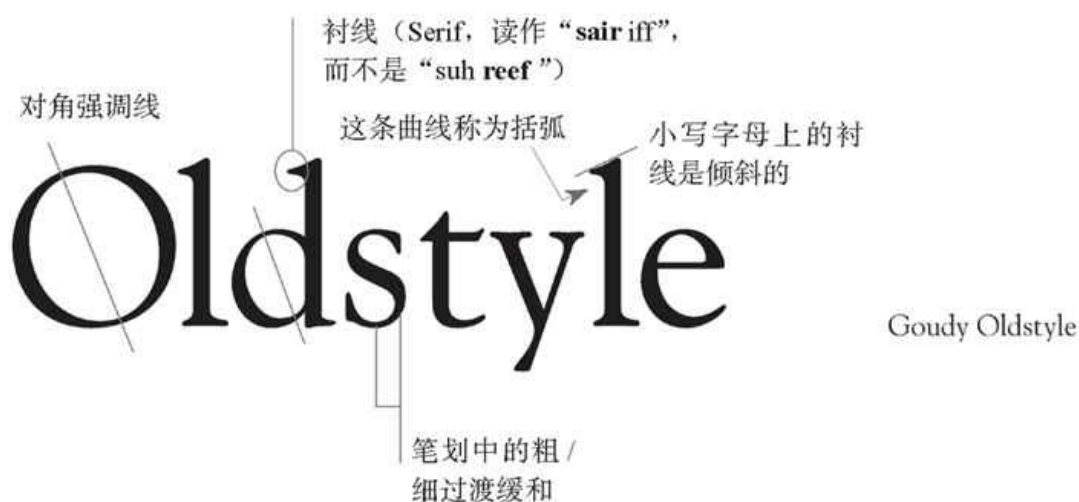 衬线（Serif，读作“sair iff”，
而不是“suh reef ”）
对角强调线
这条曲线称为括弧
小写字母上的衬
线是倾斜的
Oldstyle
Goudy Oldstyle
笔划中的粗 /
细过渡缓和